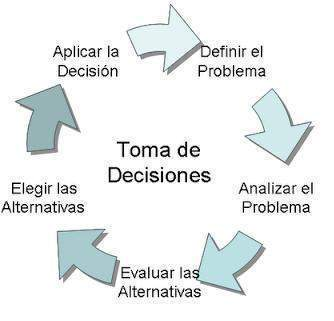 Aplicar la
Decisión
Definir el
Problema
Toma de
Decisiones
Elegir las
Alternativas
Analizar el
Problema
Evaluar las
Alternativas